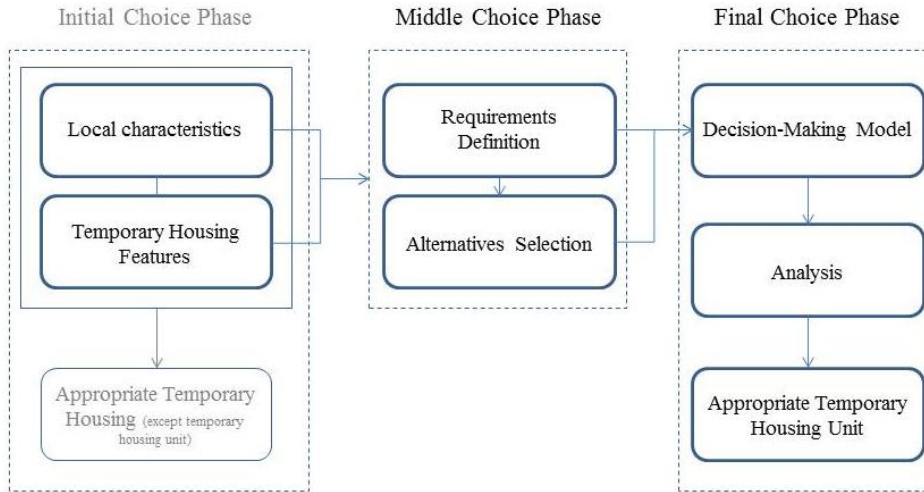 Initial Choice Phase
Local characteristics
Temporary Housing
Features
Appropriate Temporary
Housing (except temporary
housing unit)
Middle Choice Phase
Requirements
Definition
Alternatives Selection
Final Choice Phase
Decision-Making Model
Analysis
Appropriate Temporary
Housing Unit